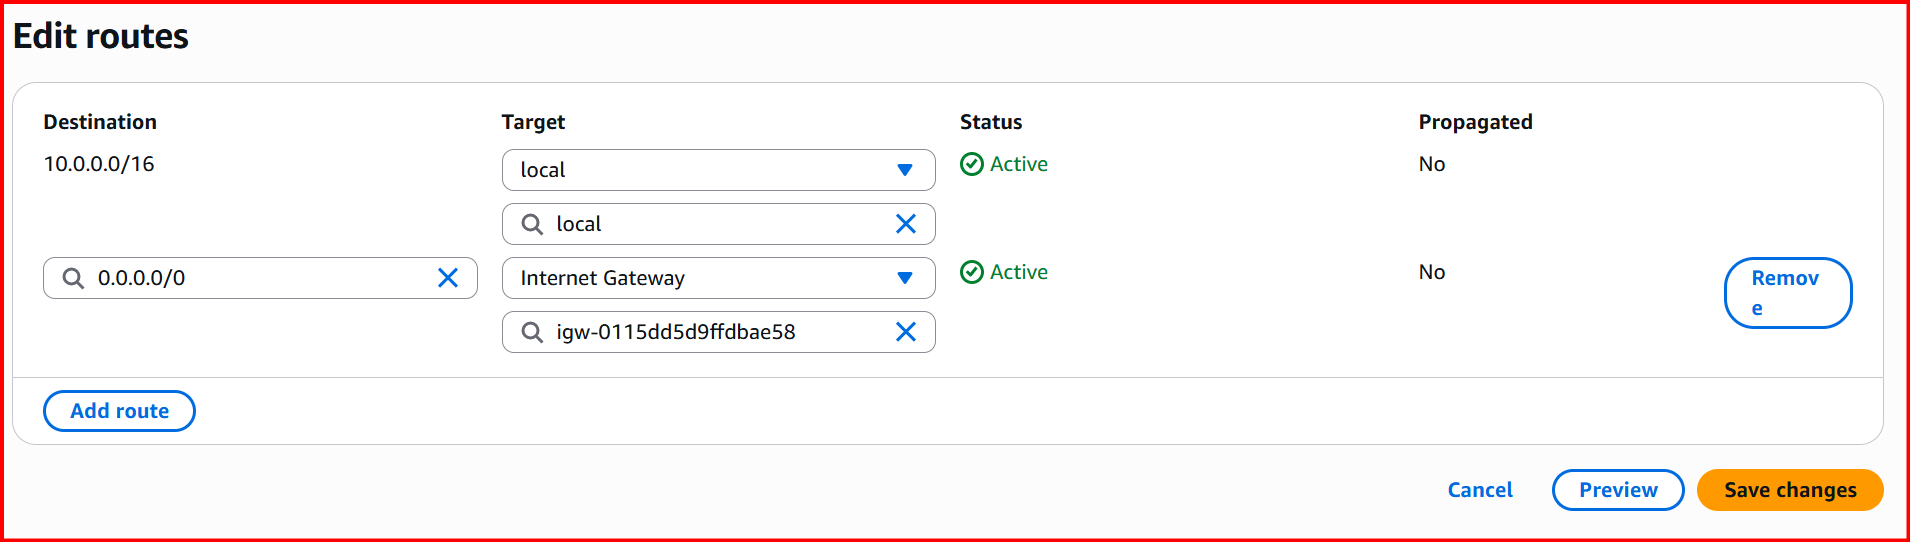 Edit routes
Destination Target Status Propagated
10.0.0.0/16 local Active No
local
0.0.0.0/0 Internet Gateway Active No Remov
e
igw-0115dd5d9ffdbae58
Add route
Cancel Preview Save changes